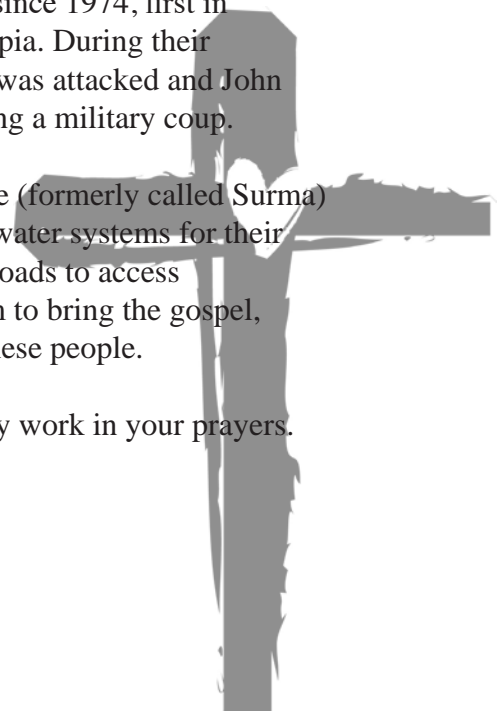 since 1974, first in
pia. During their
was attacked and John
ng a military coup.
e (formerly called Surma)
water systems for their
oads to access
n to bring the gospel,
hese people.
y work in your prayers.